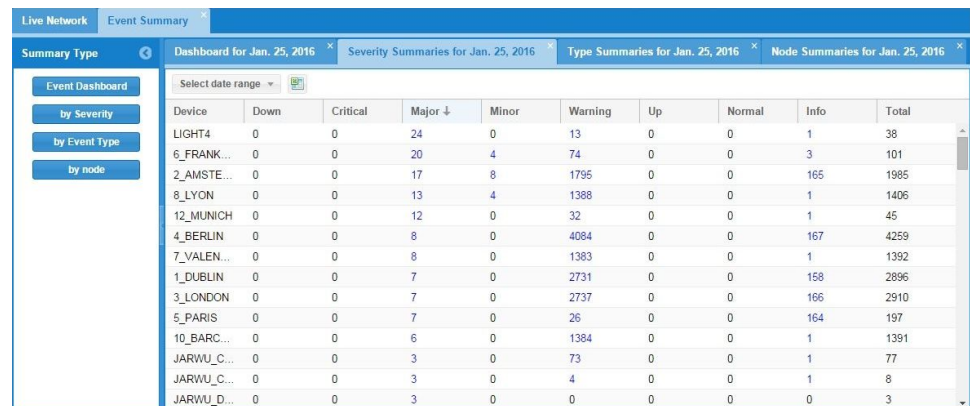 Live Network Event Summary
Summary Type
Event Dashboard
by Severity
by Event Type
by node
Dashboard for Jan. 25, 2016 Severity Summaries for Jan. 25, 2016 Type Summaries for Jan. 25, 2016 Node Summaries for Jan. 25, 2016
Select date range
Device Down Critical Major ↓ Minor Warning Up Normal Info Total
LIGHT4 0 0 24 0 13 0 0 1 38
6_FRANK... 0 0 20 4 74 0 0 3 101
2_AMSTE... 0 0 17 8 1795 0 0 165 1985
8_LYON 0 0 13 4 1388 0 0 1 1406
12_MUNICH 0 0 12 0 32 0 0 1 45
4_BERLIN 0 0 8 0 4084 0 0 167 4259
7_VALEN... 0 0 8 0 1383 0 0 1 1392
1_DUBLIN 0 0 7 0 2731 0 0 158 2896
3_LONDON 0 0 7 0 2737 0 0 166 2910
5_PARIS 0 0 7 0 26 0 0 164 197
10_BARC... 0 0 6 0 1384 0 0 1 1391
JARWU_C... 0 0 3 0 73 0 0 1 77
JARWU_C... 0 0 3 0 4 0 0 1 8
JARWU_D... 0 0 3 0 0 0 0 0 3